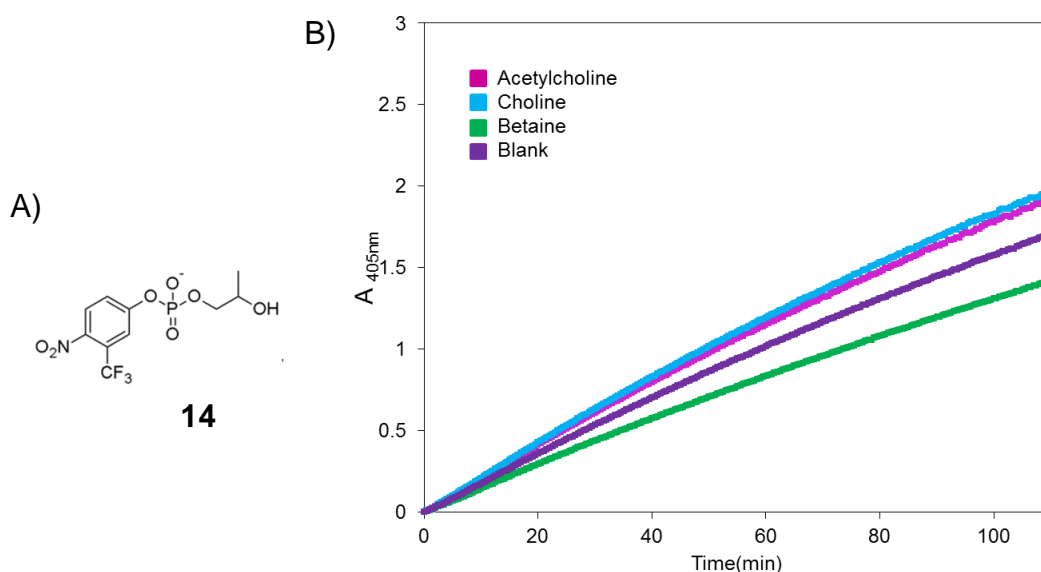 A)
O⁻
O P O
O
OH
O₂N
CF₃
14
B)
3
2.5
2
1.5
1
0.5
0
A 405nm
Acetylcholine
Choline
Betaine
Blank
0 20 40 60 80 100
Time(min)